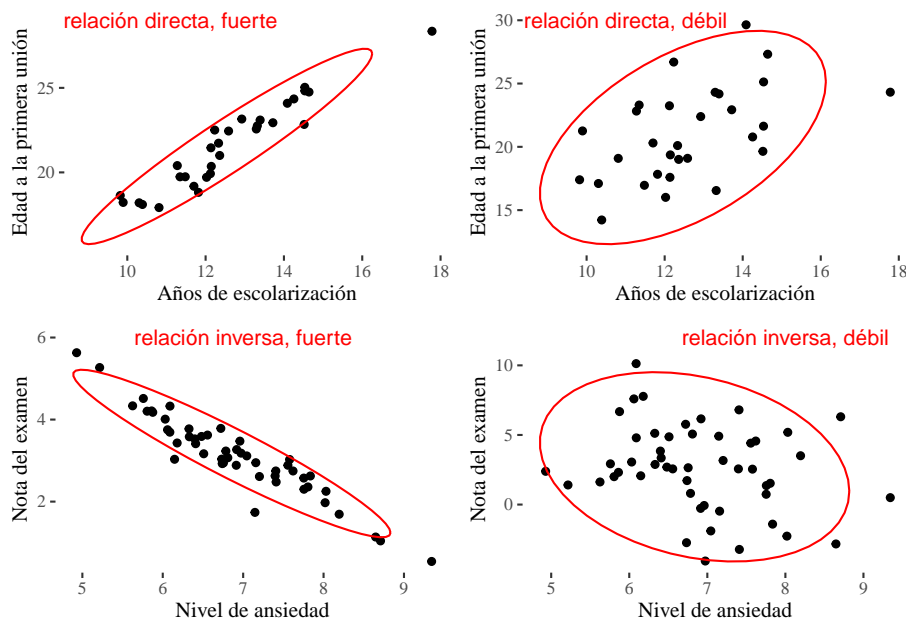 relación directa, fuerte
Edad a la primera unión
25
20
10
12
14
16
18
Años de escolarización
relación directa, débil
Edad a la primera unión
30
25
20
15
10
12
14
16
18
Años de escolarización
relación inversa, fuerte
Nota del examen
6
4
2
5
6
7
8
9
Nivel de ansiedad
relación inversa, débil
Nota del examen
10
5
0
5
6
7
8
9
Nivel de ansiedad